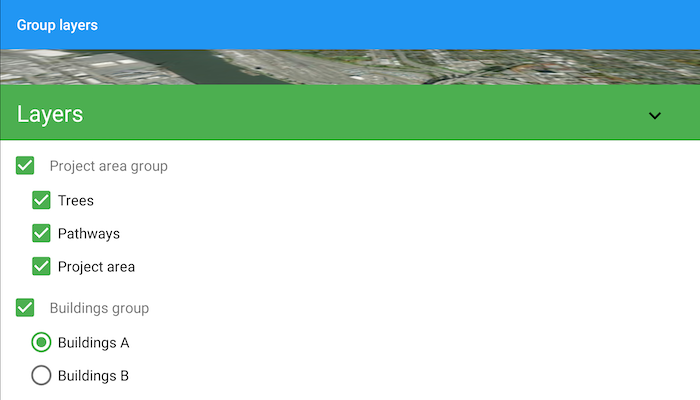 Group layers
Layers
Project area group
Trees
Pathways
Project area
Buildings group
Buildings A
Buildings B